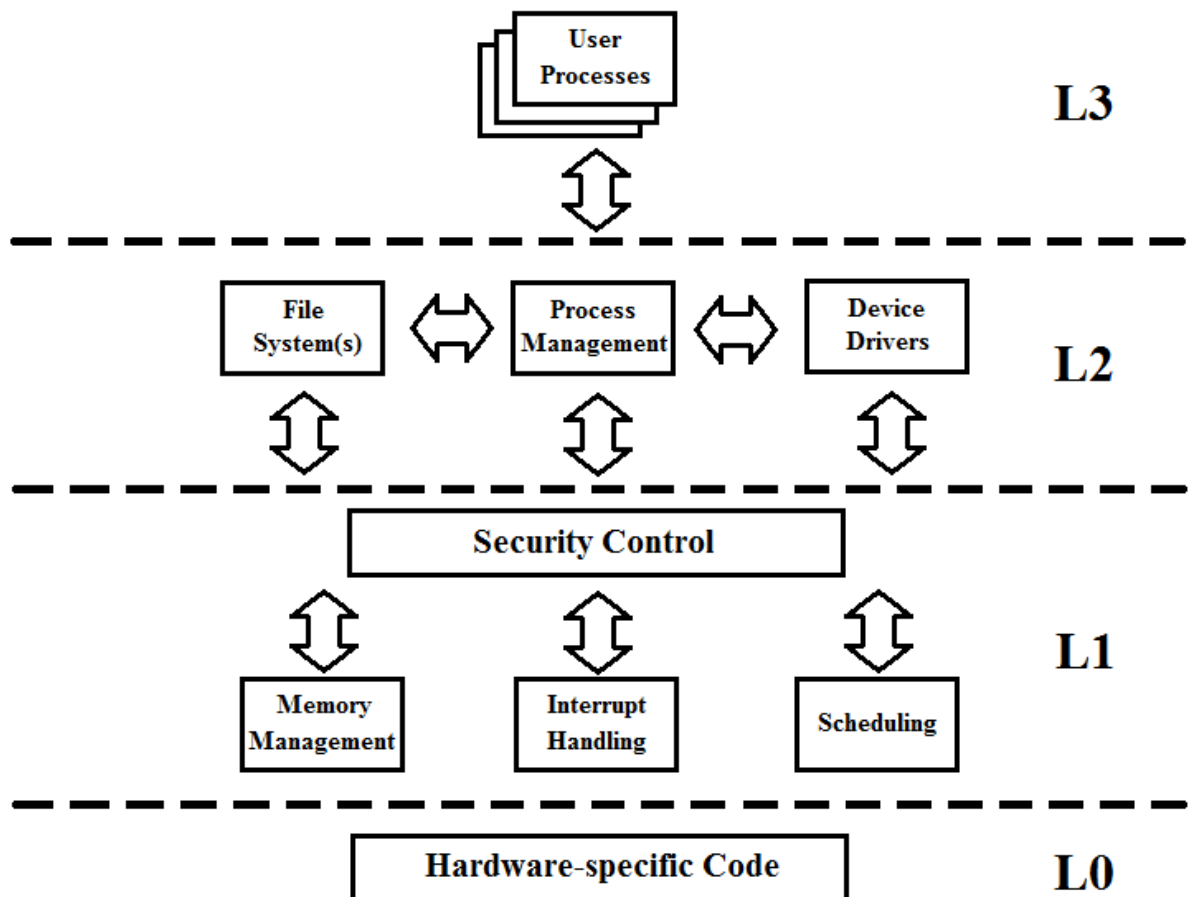 User
Processes
L3
File
System(s)
Process
Management
Device
Drivers
L2
Security Control
L1
Memory
Management
Interrupt
Handling
Scheduling
Hardware-specific Code
L0